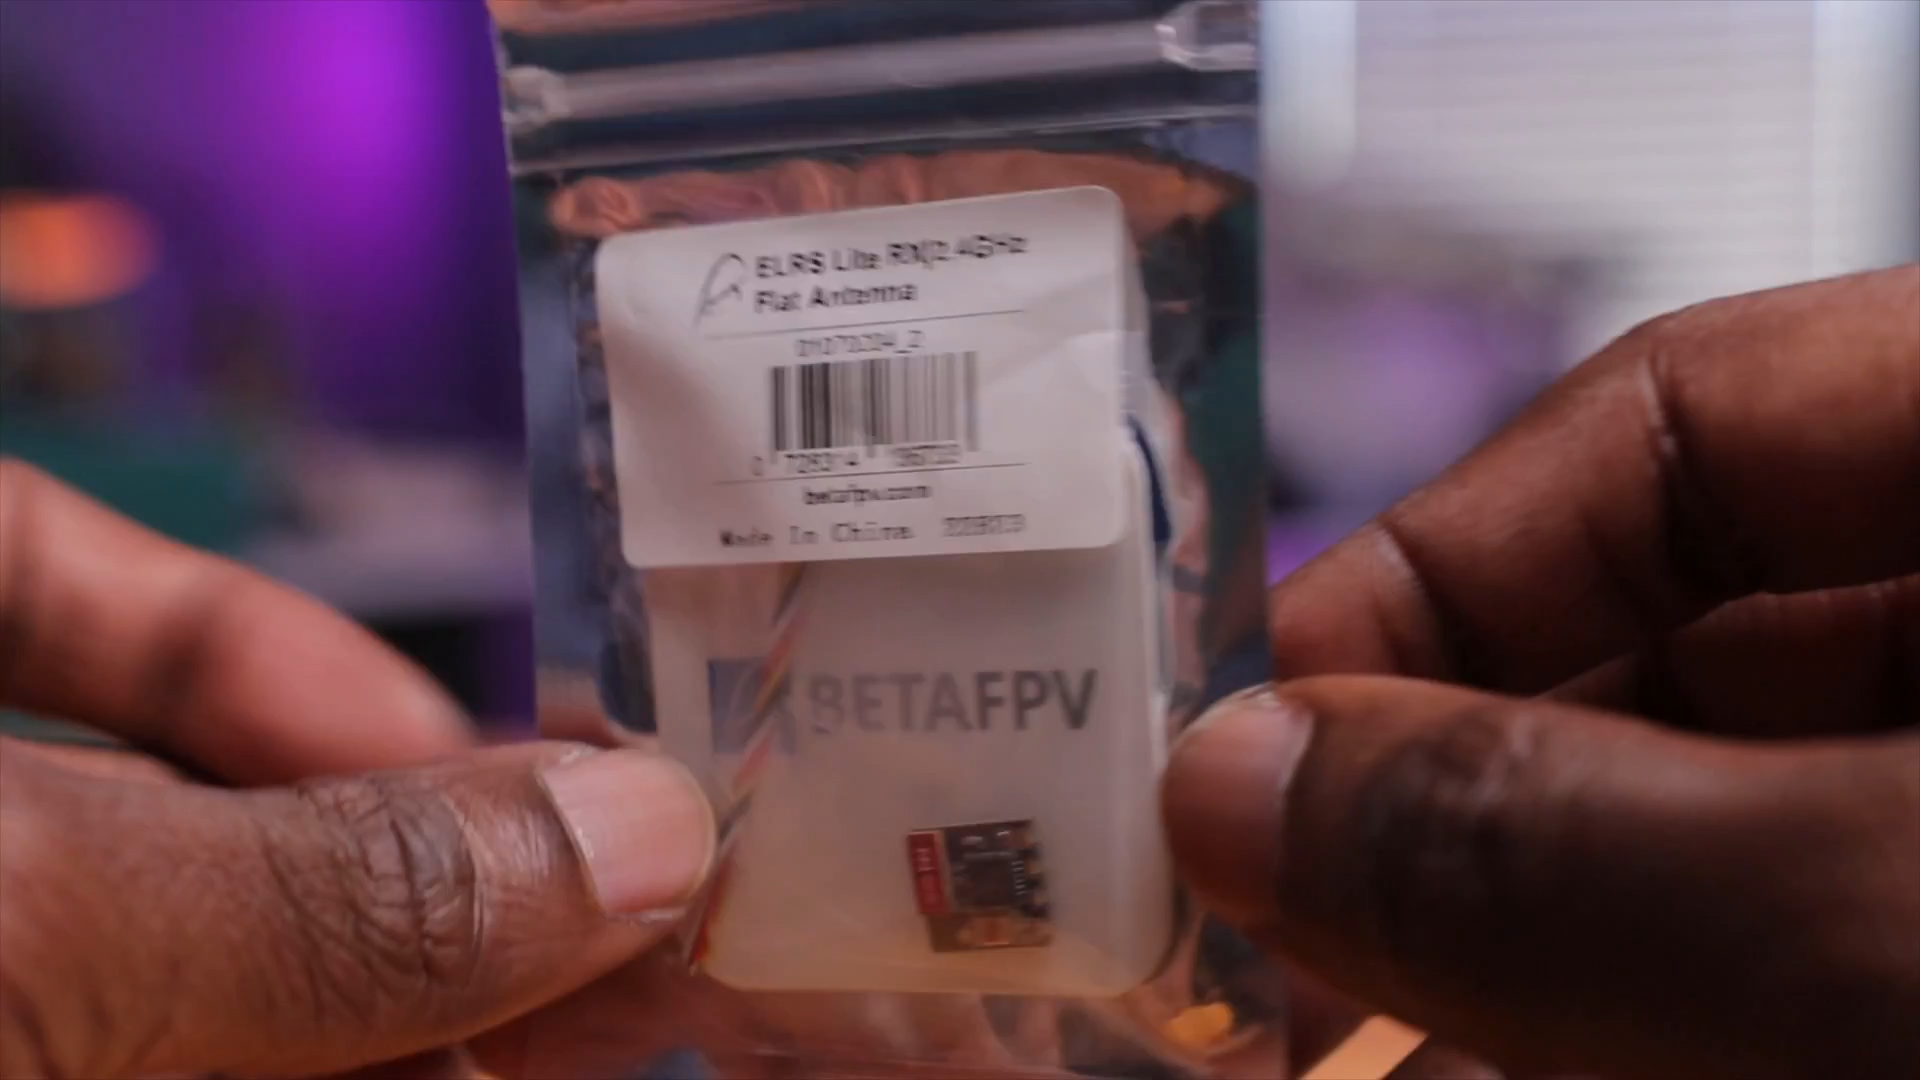 ELRS Lite RX(2.4GHz
Flat Antenna
betafpv.com
Made In China
BETAFPV